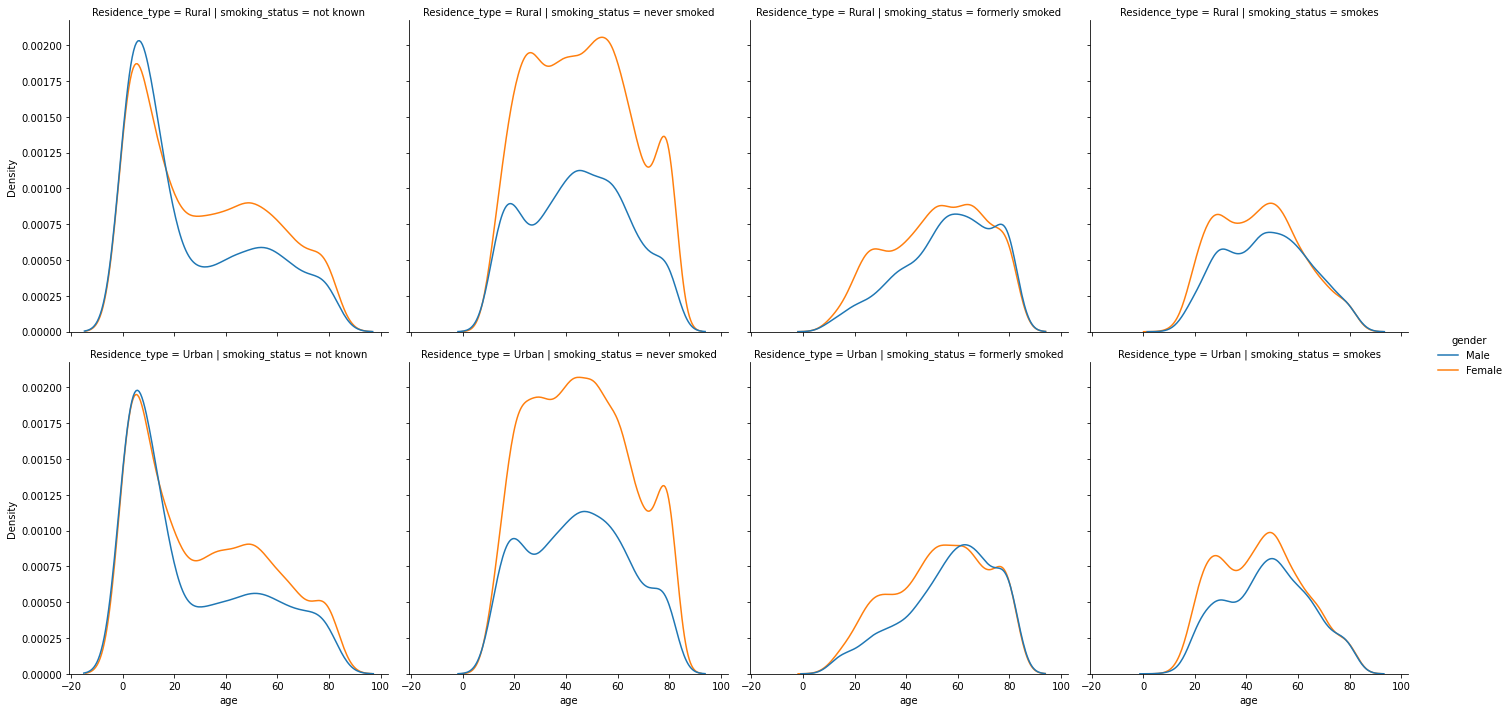 Residence_type = Rural | smoking_status = not known
Residence_type = Rural | smoking_status = never smoked
Residence_type = Rural | smoking_status = formerly smoked
Residence_type = Rural | smoking_status = smokes
0.00200
0.00175
0.00150
0.00125
0.00100
0.00075
0.00050
0.00025
0.00000
Density
Residence_type = Urban | smoking_status = not known
Residence_type = Urban | smoking_status = never smoked
Residence_type = Urban | smoking_status = formerly smoked
Residence_type = Urban | smoking_status = smokes
gender
Male
Female
0.00200
0.00175
0.00150
0.00125
0.00100
0.00075
0.00050
0.00025
0.00000
Density
−20 0 20 40 60 80 100
−20 0 20 40 60 80 100
−20 0 20 40 60 80 100
−20 0 20 40 60 80 100
age
age
age
age